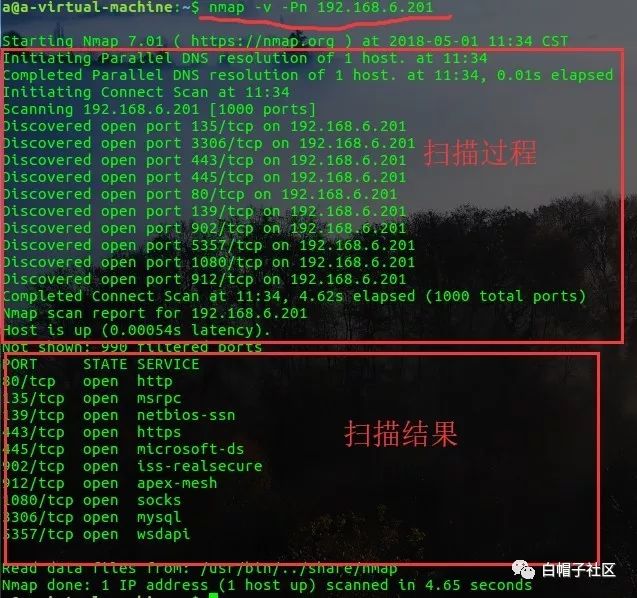 a@a-virtual-machine:~$ nmap -v -Pn 192.168.6.201
Starting Nmap 7.01 ( https://nmap.org ) at 2018-05-01 11:34 CST
Initiating Parallel DNS resolution of 1 host. at 11:34
Completed Parallel DNS resolution of 1 host. at 11:34, 0.01s elapsed
Initiating Connect Scan at 11:34
Scanning 192.168.6.201 [1000 ports]
Discovered open port 135/tcp on 192.168.6.201
Discovered open port 3306/tcp on 192.168.6.201
Discovered open port 443/tcp on 192.168.6.201
扫描过程
Discovered open port 445/tcp on 192.168.6.201
Discovered open port 80/tcp on 192.168.6.201
Discovered open port 139/tcp on 192.168.6.201
Discovered open port 902/tcp on 192.168.6.201
Discovered open port 5357/tcp on 192.168.6.201
Discovered open port 1080/tcp on 192.168.6.201
Discovered open port 912/tcp on 192.168.6.201
Completed Connect Scan at 11:34, 4.62s elapsed (1000 total ports)
Nmap scan report for 192.168.6.201
Host is up (0.00054s latency).
Not shown: 990 filtered ports
PORT     STATE SERVICE
80/tcp   open  http
135/tcp  open  msrpc
139/tcp  open  netbios-ssn
443/tcp  open  https
扫描结果
445/tcp  open  microsoft-ds
902/tcp  open  iss-realsecure
912/tcp  open  apex-mesh
1080/tcp open  socks
3306/tcp open  mysql
5357/tcp open  wsdapi
Read data files from: /usr/bin/../share/nmap
白帽子社区
Nmap done: 1 IP address (1 host up) scanned in 4.65 seconds